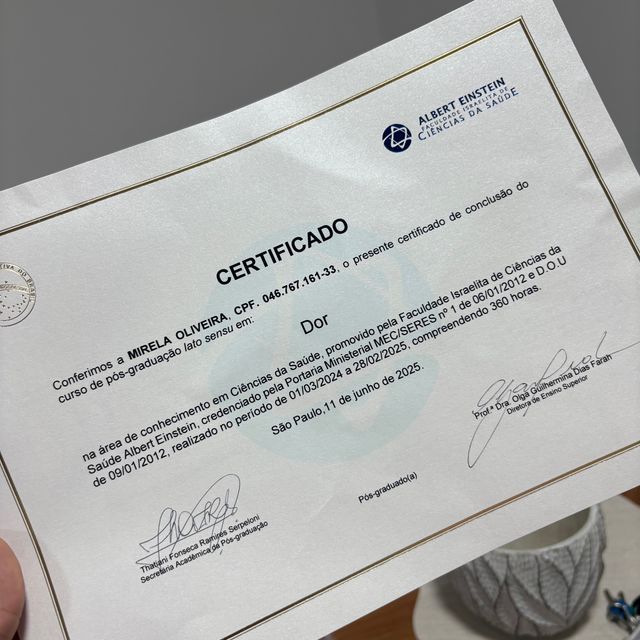 ALBERT EINSTEIN
FACULDADE ISRAELITA DE
CIÊNCIAS DA SAÚDE
CERTIFICADO
Conferimos a MIRELA OLIVEIRA, CPF. 046.767.161-33, o presente certificado de conclusão do
curso de pós-graduação lato sensu em:
Dor
na área de conhecimento em Ciências da Saúde, promovido pela Faculdade Israelita de Ciências da
Saúde Albert Einstein, credenciado pela Portaria Ministerial MEC/SERES nº 1 de 06/01/2012 e D.O.U
de 09/01/2012, realizado no período de 01/03/2024 a 28/02/2025, compreendendo 360 horas.
São Paulo,11 de junho de 2025.
Profª Dra. Olga Guilhermina Dias Farah
Diretora de Ensino Superior
Thatiani Fonseca Ramires Serpeloni
Secretária Acadêmica de Pós-graduação
Pós-graduado(a)